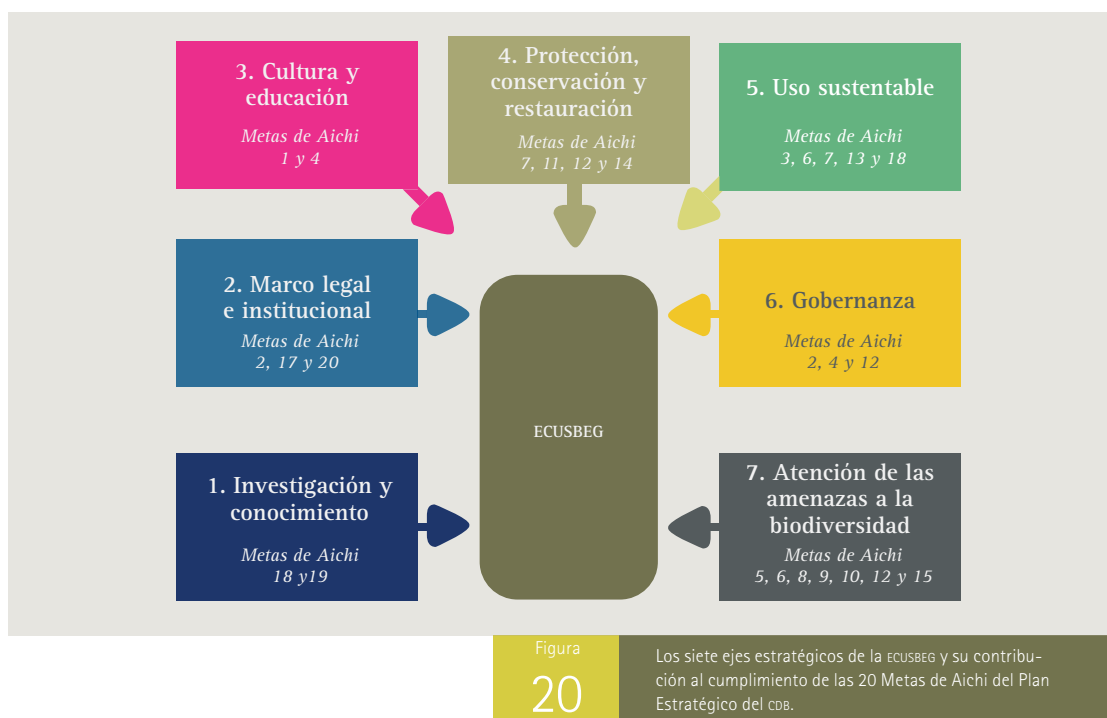 3. Cultura y
educación
Metas de Aichi
1 y 4
4. Protección,
conservación y
restauración
Metas de Aichi
7, 11, 12 y 14
5. Uso sustentable
Metas de Aichi
3, 6, 7, 13 y 18
2. Marco legal
e institucional
Metas de Aichi
2, 17 y 20
6. Gobernanza
Metas de Aichi
2, 4 y 12
ECUSBEG
1. Investigación y
conocimiento
Metas de Aichi
18 y19
7. Atención de las
amenazas a la
biodiversidad
Metas de Aichi
5, 6, 8, 9, 10, 12 y 15
Figura
20
Los siete ejes estratégicos de la ECUSBEG y su contribu-
ción al cumplimiento de las 20 Metas de Aichi del Plan
Estratégico del CDB.